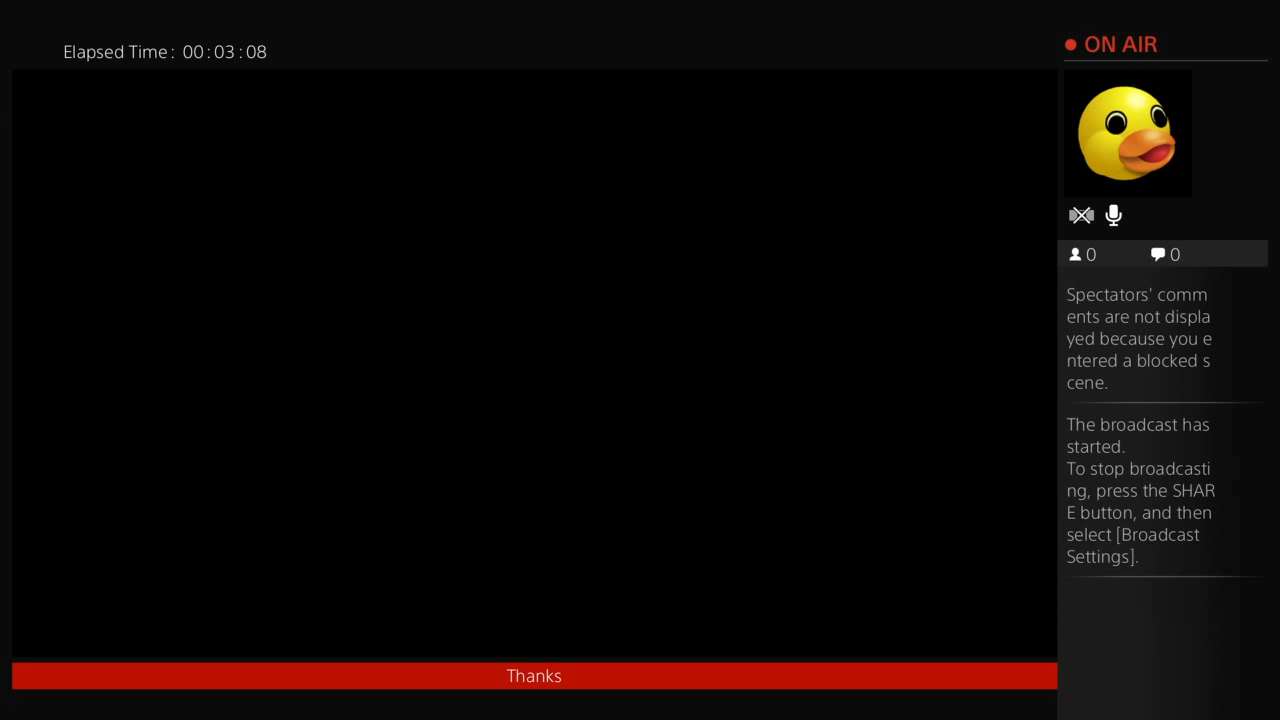 Elapsed Time: 00:03:08
ON AIR
0 0
Spectators' comm
ents are not displa
yed because you e
ntered a blocked s
cene.
The broadcast has
started.
To stop broadcasti
ng, press the SHAR
E button, and then
select [Broadcast
Settings].
Thanks